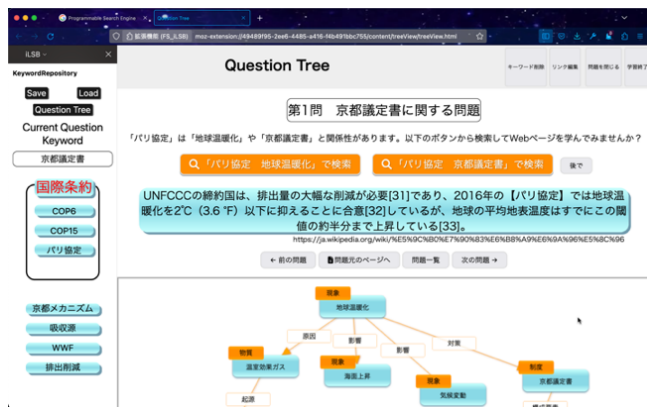 Programmable Search Engine
Question Tree
拡張機能 (FS_iLSB)
moz-extension://49489f95-2ee6-4485-a416-f4b491bbc755/content/treeView/treeView.html
iLSB
KeywordRepository
Save
Load
Question Tree
Current Question
Keyword
京都議定書
国際条約
COP6
COP15
パリ協定
京都メカニズム
吸収源
WWF
排出削減
Question Tree
キーワード削除
リンク編集
問題を閉じる
学習終了
第1問 京都議定書に関する問題
「パリ協定」は「地球温暖化」や「京都議定書」と関係性があります。以下のボタンから検索してWebページを学んでみませんか？
「パリ協定 地球温暖化」で検索
「パリ協定 京都議定書」で検索
後で
UNFCCCの締約国は、排出量の大幅な削減が必要[31]であり、2016年の【パリ協定】では地球温
暖化を2℃（3.6 °F）以下に抑えることに合意[32]しているが、地球の平均地表温度はすでにこの閾
値の約半分まで上昇している[33]。
https://ja.wikipedia.org/wiki/%E5%9C%B0%E7%90%83%E6%B8%A9%E6%9A%96%E5%8C%96
← 前の問題
問題元のページへ
問題一覧
次の問題 →
現象
地球温暖化
原因
影響
影響
対策
物質
温室効果ガス
現象
海面上昇
現象
気候変動
制度
京都議定書
起源